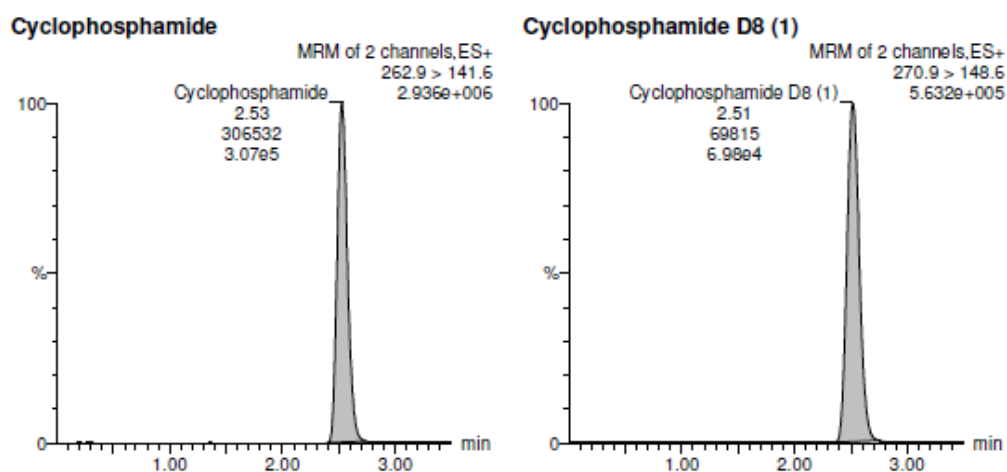 Cyclophosphamide
MRM of 2 channels,ES+
262.9 > 141.6
2.936e+006
Cyclophosphamide
2.53
306532
3.07e5
100
%
0
1.00
2.00
3.00
min
Cyclophosphamide D8 (1)
MRM of 2 channels,ES+
270.9 > 148.6
5.632e+005
Cyclophosphamide D8 (1)
2.51
69815
6.98e4
100
%
0
1.00
2.00
3.00
min